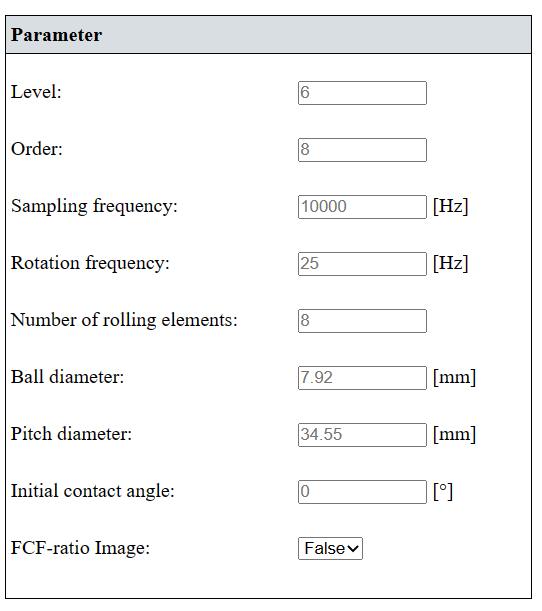 Parameter
Level: 6
Order: 8
Sampling frequency: 10000 [Hz]
Rotation frequency: 25 [Hz]
Number of rolling elements: 8
Ball diameter: 7.92 [mm]
Pitch diameter: 34.55 [mm]
Initial contact angle: 0 [°]
FCF-ratio Image: False